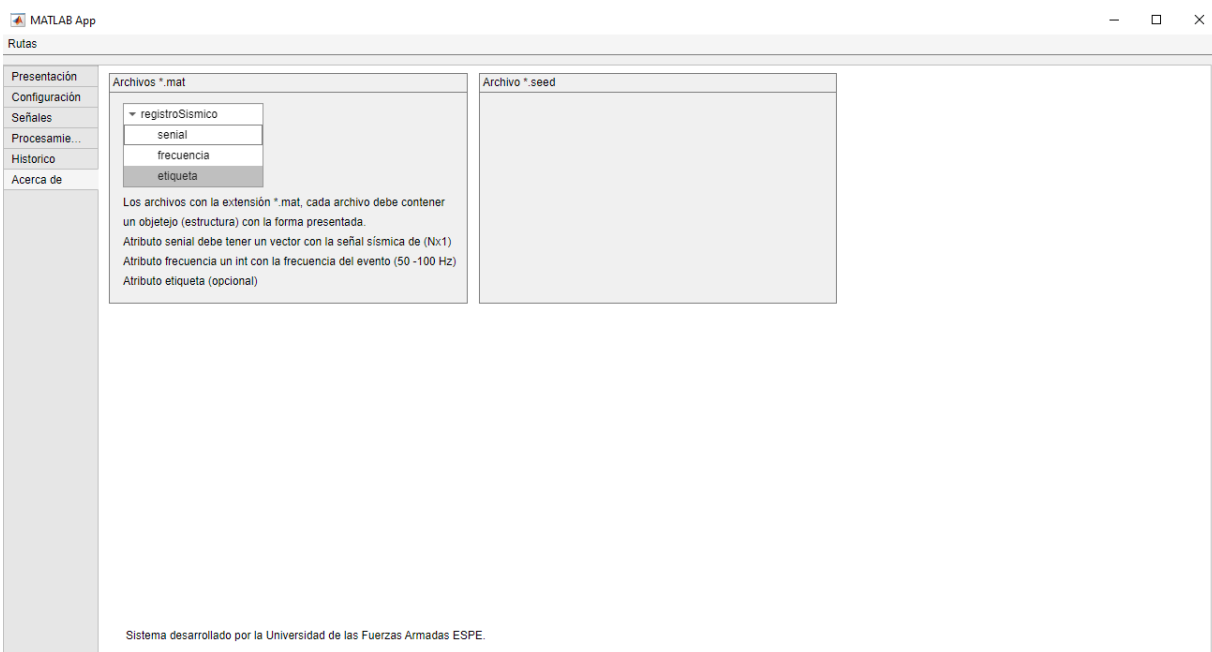 MATLAB App
Rutas
Presentación
Configuración
Señales
Procesamie...
Historico
Acerca de
Archivos *.mat
registroSismico
senial
frecuencia
etiqueta
Los archivos con la extensión *.mat, cada archivo debe contener
un objetejo (estructura) con la forma presentada.
Atributo senial debe tener un vector con la señal sísmica de (Nx1)
Atributo frecuencia un int con la frecuencia del evento (50 -100 Hz)
Atributo etiqueta (opcional)
Archivo *.seed
Sistema desarrollado por la Universidad de las Fuerzas Armadas ESPE.